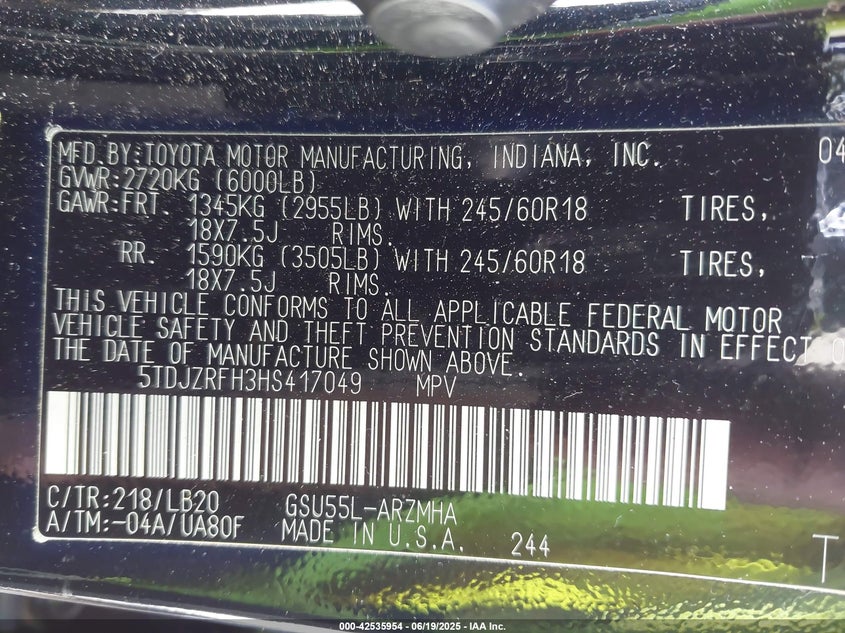 MFD.BY:TOYOTA MOTOR MANUFACTURING, INDIANA, INC. 04
GVWR:2720KG (6000LB)
GAWR:FRT. 1345KG (2955LB) WITH 245/60R18 TIRES,
18X7.5J RIMS.
RR. 1590KG (3505LB) WITH 245/60R18 TIRES,
18X7.5J RIMS.
THIS VEHICLE CONFORMS TO ALL APPLICABLE FEDERAL MOTOR
VEHICLE SAFETY AND THEFT PREVENTION STANDARDS IN EFFECT O
THE DATE OF MANUFACTURE SHOWN ABOVE.
5TDJZRFH3HS417049 MPV
C/TR:218/LB20 GSU55L-ARZMHA
A/TM:-04A/UA80F MADE IN U.S.A. 244
T
000-42535954 - 06/19/2025 - IAA Inc.